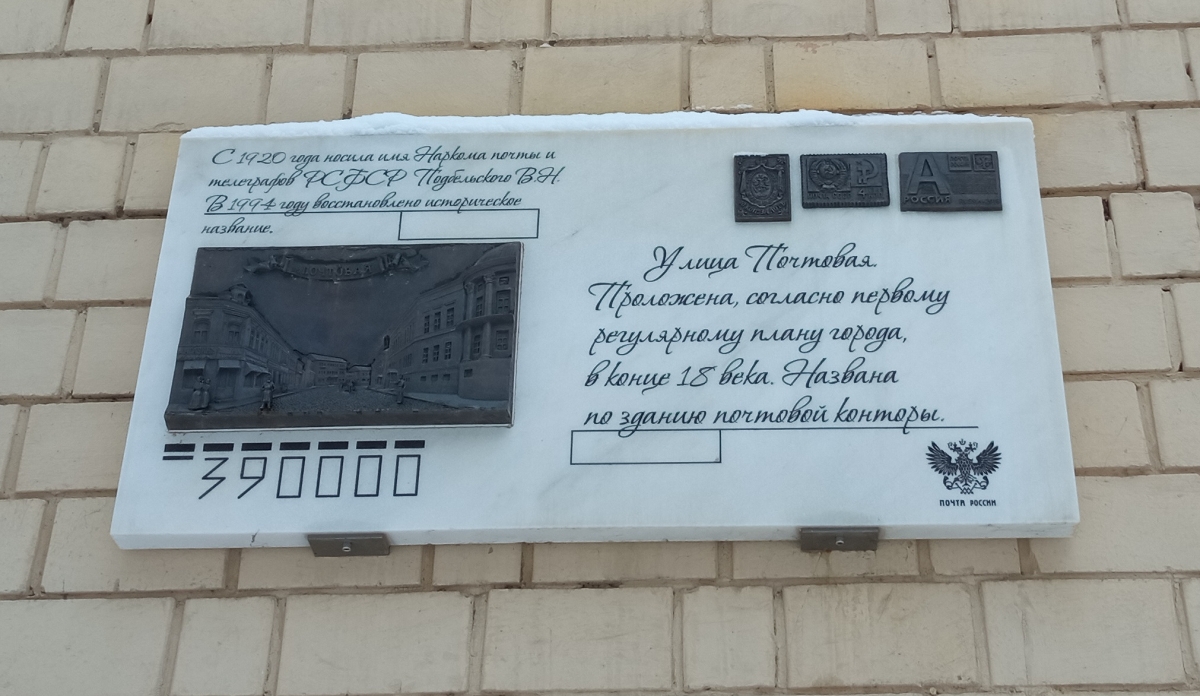 С 1920 года носила имя Наркома почты и
телеграфов РСФСР Подбельского В.Н.
В 1994 году восстановлено историческое
название.
ПОЧТОВАЯ
Улица Почтовая.
Проложена, согласно первому
регулярному плану города,
в конце 18 века. Названа
по зданию почтовой конторы.
390000
А
РОССИЯ
ПОЧТА РОССИИ